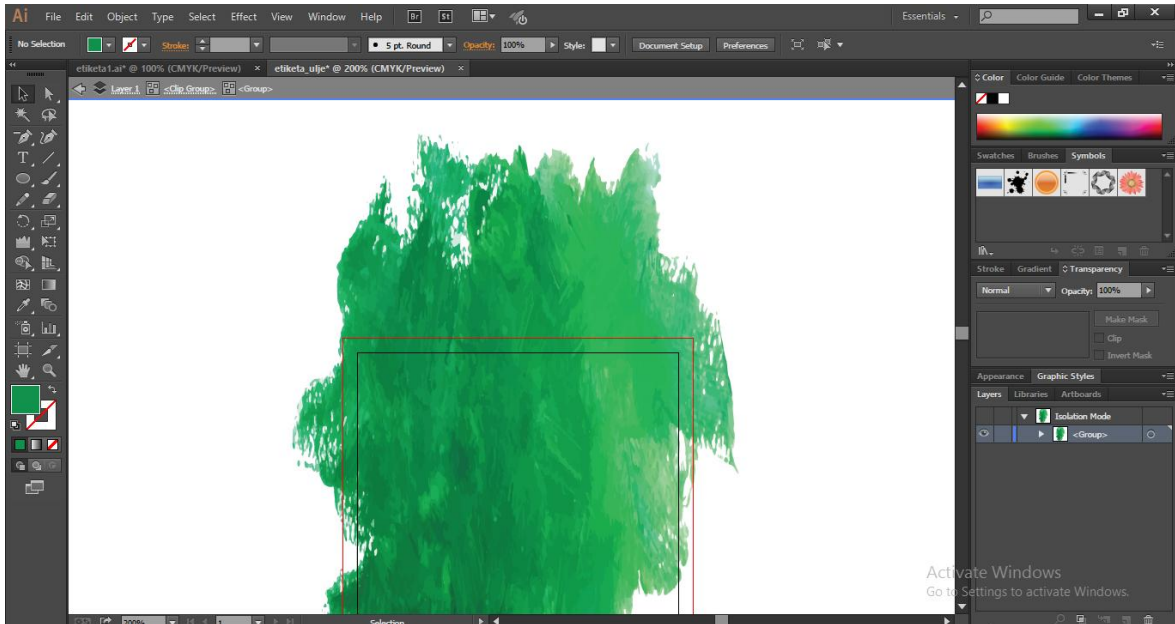 Ai File Edit Object Type Select Effect View Window Help Br St Essentials
No Selection Stroke: 5 pt. Round Opacity: 100% Style: Document Setup Preferences
etiketa1.ai* @ 100% (CMYK/Preview) × etiketa_ulje* @ 200% (CMYK/Preview) ×
Layer 1 <Clip Group> <Group>
Color Color Guide Color Themes
Swatches Brushes Symbols
Stroke Gradient Transparency
Normal Opacity: 100%
Make Mask
Clip
Invert Mask
Appearance Graphic Styles
Layers Libraries Artboards
Isolation Mode
<Group>
Activate Windows
Go to Settings to activate Windows.
200% 1 Selection